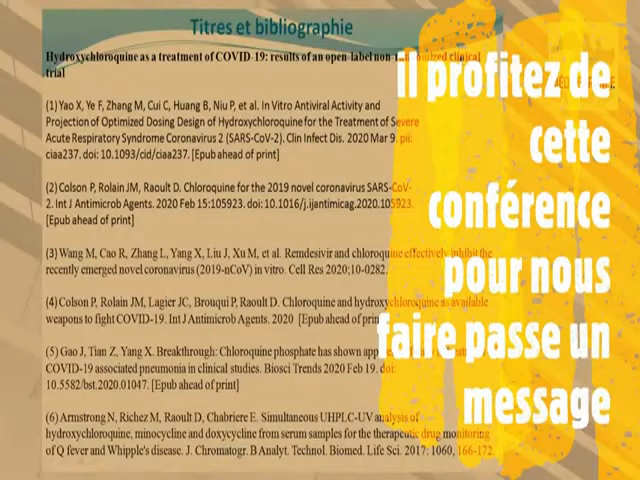 Titres et bibliographie
Hydroxychloroquine as a treatment of COVID-19: results of an open-label non clinical
trial
(1) Yao X, Ye F, Zhang M, Cui C, Huang B, Niu P, et al. In Vitro Antiviral Activity and
Projection of Optimized Dosing Design of Hydroxychloroquine for the Treatment of Severe
Acute Respiratory Syndrome Coronavirus 2 (SARS-CoV-2). Clin Infect Dis. 2020 Mar 9. pii:
ciaa237. doi: 10.1093/cid/ciaa237. [Epub ahead of print]
(2) Colson P, Rolain JM, Raoult D. Chloroquine for the 2019 novel coronavirus SARS-CoV-
2. Int J Antimicrob Agents. 2020 Feb 15:105923. doi: 10.1016/j.ijantimicag.2020.105923.
[Epub ahead of print]
(3) Wang M, Cao R, Zhang L, Yang X, Liu J, Xu M, et al. Remdesivir and chloroquine effectively inhibit the
recently emerged novel coronavirus (2019-nCoV) in vitro. Cell Res 2020;10-0282.
(4) Colson P, Rolain JM, Lagier JC, Brouqui P, Raoult D. Chloroquine and hydroxychloroquine as available
weapons to fight COVID-19. Int J Antimicrob Agents. 2020 [Epub ahead of print]
(5) Gao J, Tian Z, Yang X. Breakthrough: Chloroquine phosphate has shown
COVID-19 associated pneumonia in clinical studies. Biosci Trends 2020 Feb 19. doi:
10.5582/bst.2020.01047. [Epub ahead of print]
(6) Armstrong N, Richez M, Raoult D, Chabriere E. Simultaneous UHPLC-UV analysis of
hydroxychloroquine, minocycline and doxycycline from serum samples for the therapeutic drug monitoring
of Q fever and Whipple's disease. J. Chromatogr. B Analyt. Technol. Biomed. Life Sci. 2017; 1060, 166-172.
il profitez de
cette
conférence
pour nous
faire passe un
message